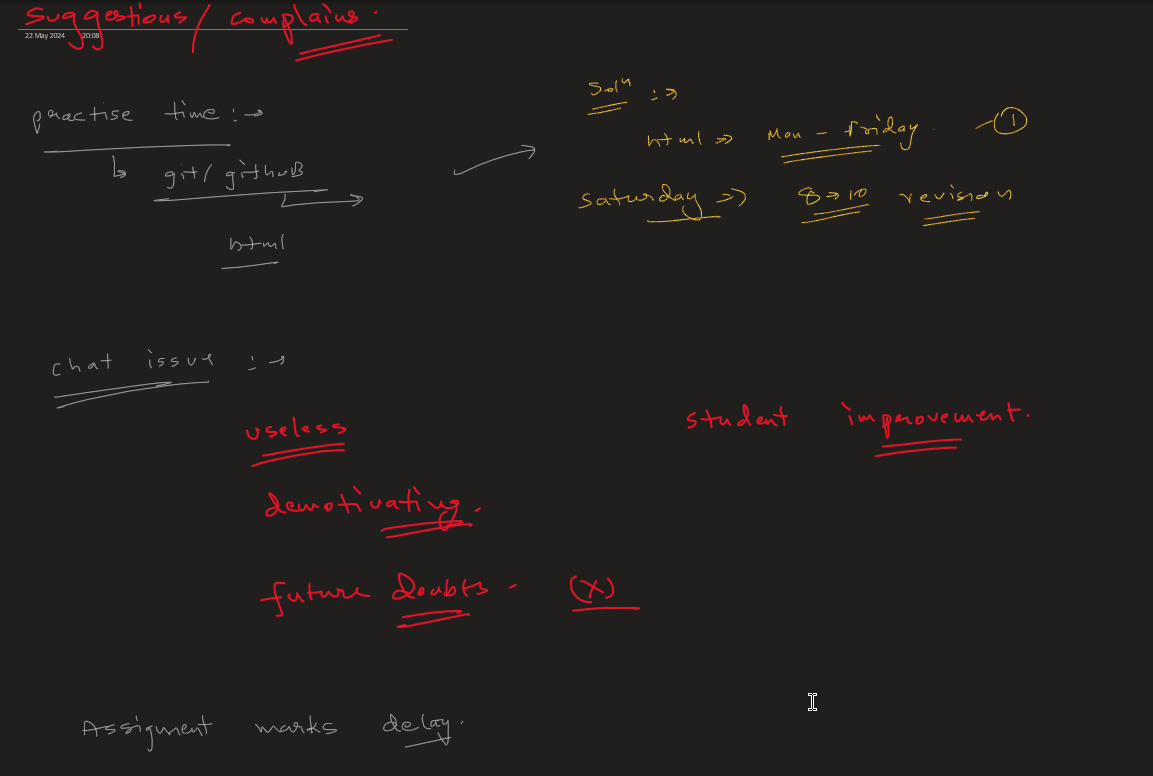 Suggestions/ complains.
22 May 2024 20:08
practise time :→
git/ githuB
html
Solⁿ :→
html ⇒ Mon - Friday. - ①
Saturday ⇒ 8→10 revision
chat issue :→
useless
student improvement.
demotivating.
future Doubts. (X)
Assigment marks delay.